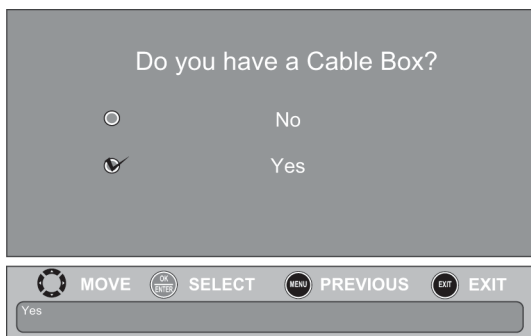 Do you have a Cable Box?
No
Yes
MOVE OK ENTER SELECT MENU PREVIOUS EXIT EXIT
Yes